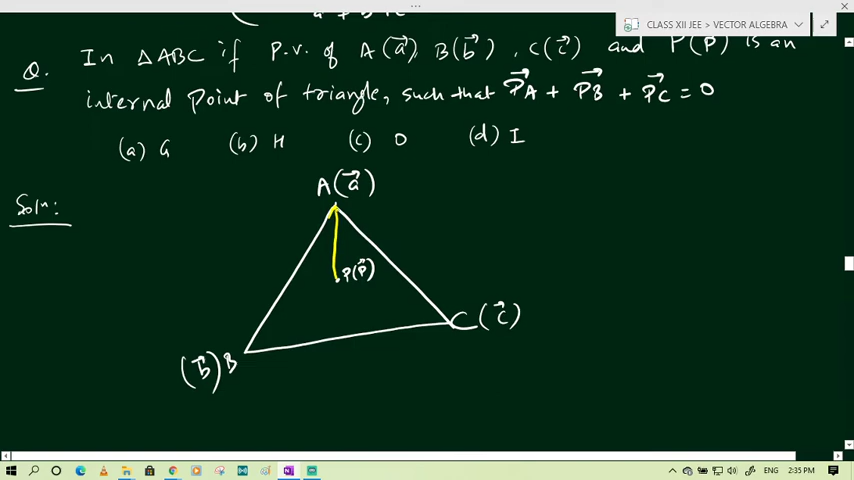 a + b + c
CLASS XII JEE > VECTOR ALGEBRA
Q. In ΔABC if P.V. of A(a⃗), B(b⃗), C(c⃗) and P(p⃗) is an
internal point of triangle, such that P⃗A + P⃗B + P⃗C = 0
(a) G (b) H (c) O (d) I
Soln:
A(a⃗)
P(p⃗)
C(c⃗)
(b⃗)B
ENG 2:35 PM